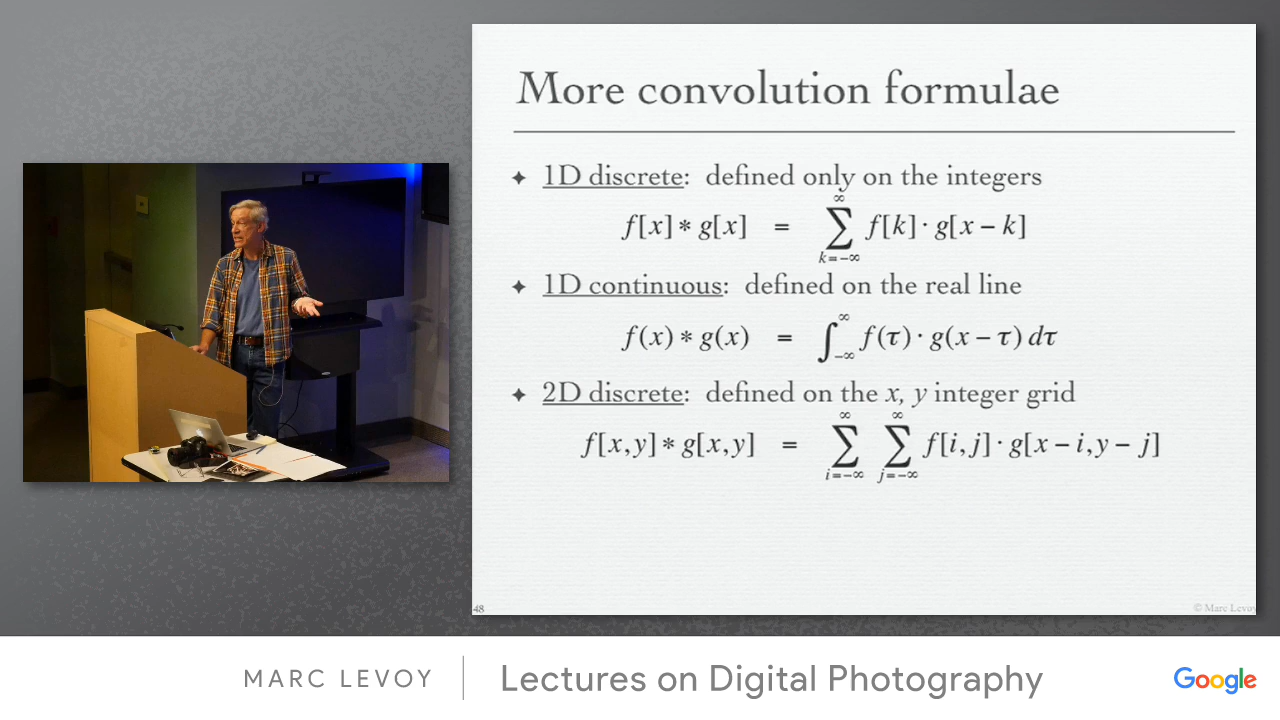 More convolution formulae
✦ 1D discrete: defined only on the integers
f[x] ∗ g[x] = ∑_{k=−∞}^{∞} f[k] · g[x − k]
✦ 1D continuous: defined on the real line
f(x) ∗ g(x) = ∫_{−∞}^{∞} f(τ) · g(x − τ) dτ
✦ 2D discrete: defined on the x, y integer grid
f[x,y] ∗ g[x,y] = ∑_{i=−∞}^{∞} ∑_{j=−∞}^{∞} f[i,j] · g[x − i, y − j]
48
© Marc Levoy
MARC LEVOY
Lectures on Digital Photography
Google